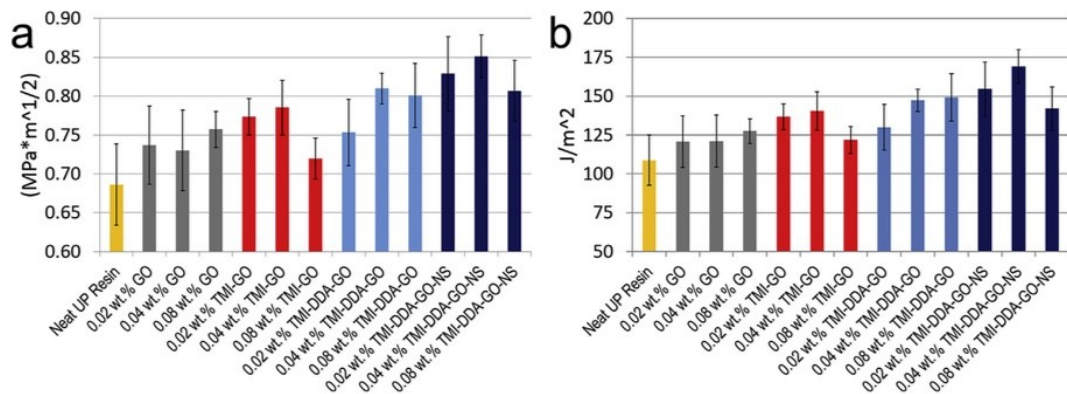 a
(MPa*m^1/2)
0.90
0.85
0.80
0.75
0.70
0.65
0.60
Neat UP Resin
0.02 wt.% GO
0.04 wt.% GO
0.08 wt.% GO
0.02 wt.% TMI-GO
0.04 wt.% TMI-GO
0.08 wt.% TMI-GO
0.02 wt.% TMI-DDA-GO
0.04 wt.% TMI-DDA-GO
0.08 wt.% TMI-DDA-GO
0.02 wt.% TMI-DDA-GO-NS
0.04 wt.% TMI-DDA-GO-NS
0.08 wt.% TMI-DDA-GO-NS
b
J/m^2
200
175
150
125
100
75
50
Neat UP Resin
0.02 wt.% GO
0.04 wt.% GO
0.08 wt.% GO
0.02 wt.% TMI-GO
0.04 wt.% TMI-GO
0.08 wt.% TMI-GO
0.02 wt.% TMI-DDA-GO
0.04 wt.% TMI-DDA-GO
0.08 wt.% TMI-DDA-GO
0.02 wt.% TMI-DDA-GO-NS
0.04 wt.% TMI-DDA-GO-NS
0.08 wt.% TMI-DDA-GO-NS